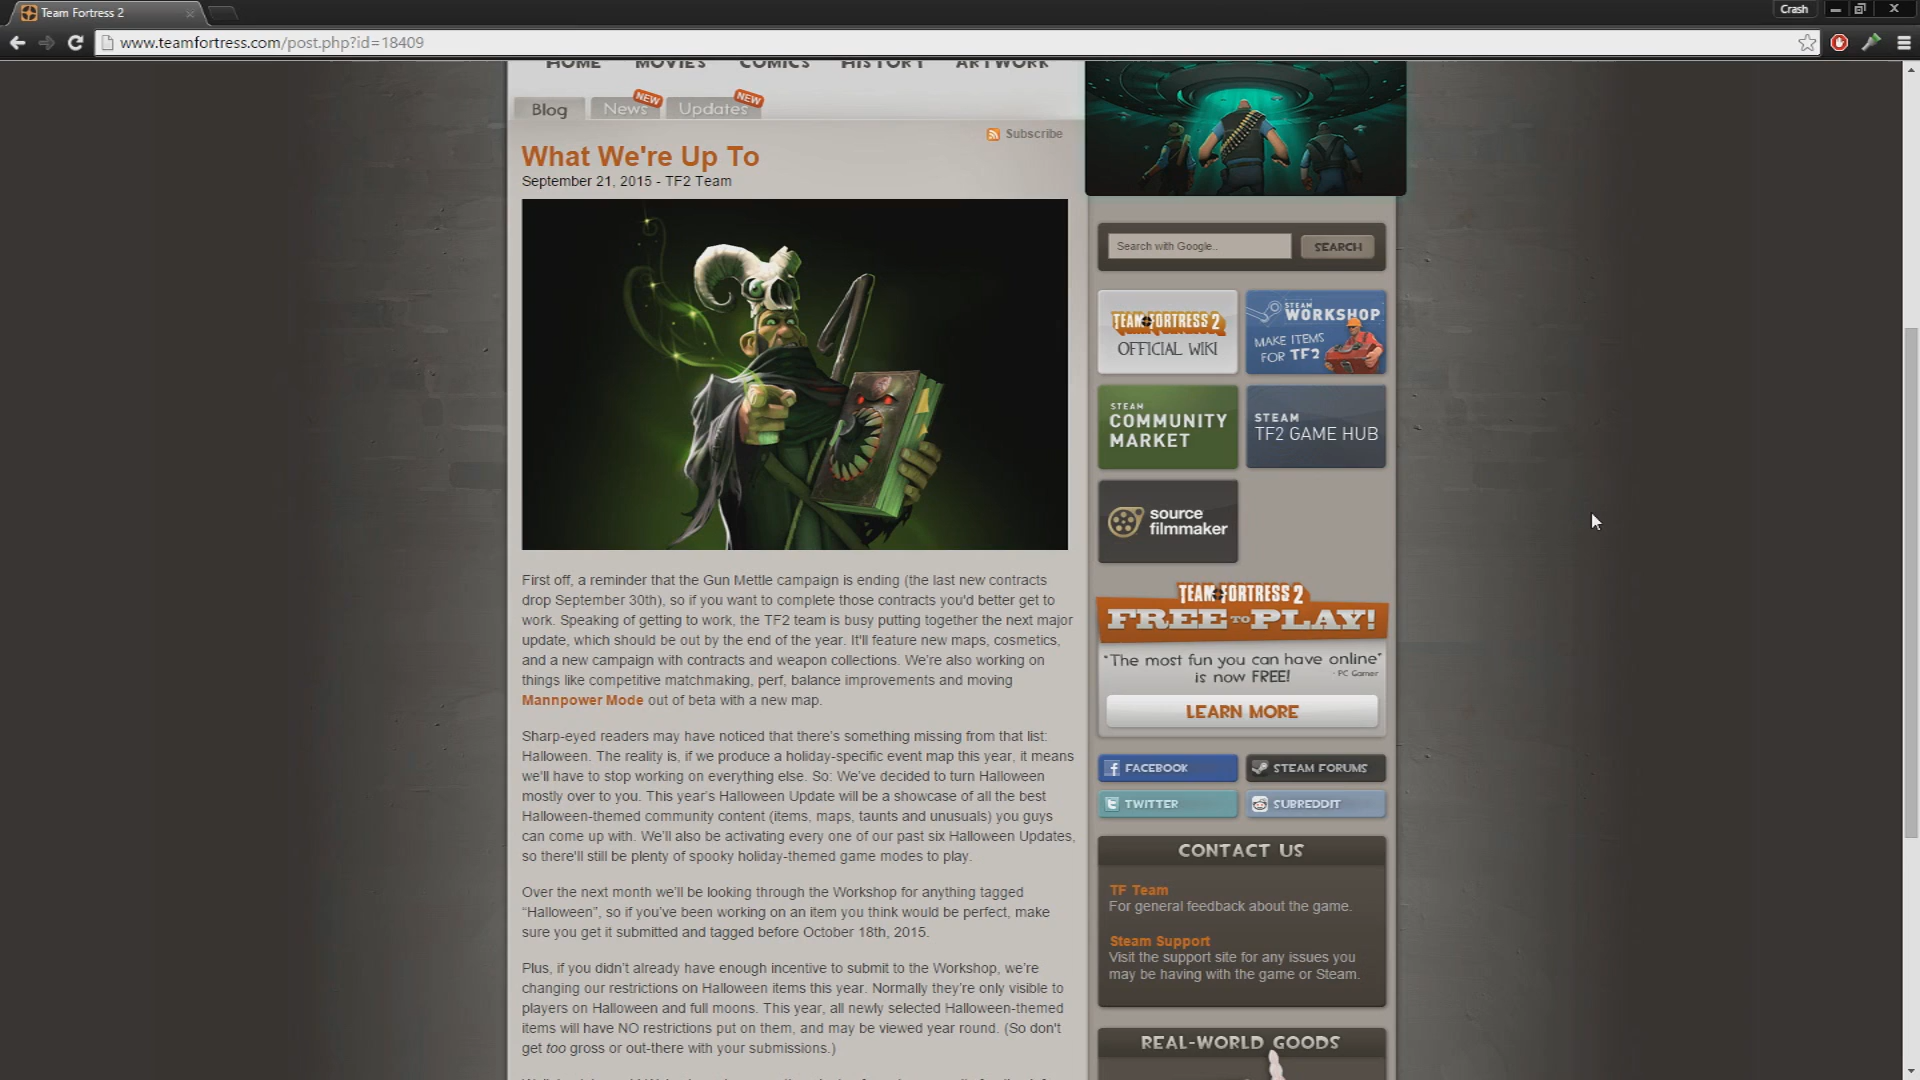 Team Fortress 2
Crash
www.teamfortress.com/post.php?id=18409
HOME MOVIES COMICS HISTORY ARTWORK
Blog News NEW Updates NEW
Subscribe
What We're Up To
September 21, 2015 - TF2 Team
First off, a reminder that the Gun Mettle campaign is ending (the last new contracts
drop September 30th), so if you want to complete those contracts you'd better get to
work. Speaking of getting to work, the TF2 team is busy putting together the next major
update, which should be out by the end of the year. It'll feature new maps, cosmetics,
and a new campaign with contracts and weapon collections. We're also working on
things like competitive matchmaking, perf, balance improvements and moving
Mannpower Mode out of beta with a new map.
Sharp-eyed readers may have noticed that there's something missing from that list:
Halloween. The reality is, if we produce a holiday-specific event map this year, it means
we'll have to stop working on everything else. So: We've decided to turn Halloween
mostly over to you. This year's Halloween Update will be a showcase of all the best
Halloween-themed community content (items, maps, taunts and unusuals) you guys
can come up with. We'll also be activating every one of our past six Halloween Updates,
so there'll still be plenty of spooky holiday-themed game modes to play.
Over the next month we'll be looking through the Workshop for anything tagged
“Halloween”, so if you've been working on an item you think would be perfect, make
sure you get it submitted and tagged before October 18th, 2015.
Plus, if you didn't already have enough incentive to submit to the Workshop, we're
changing our restrictions on Halloween items this year. Normally they're only visible to
players on Halloween and full moons. This year, all newly selected Halloween-themed
items will have NO restrictions put on them, and may be viewed year round. (So don't
get too gross or out-there with your submissions.)
Search with Google..
SEARCH
TEAM FORTRESS 2
OFFICIAL WIKI
STEAM
WORKSHOP
MAKE ITEMS
FOR TF2
STEAM
COMMUNITY
MARKET
STEAM
TF2 GAME HUB
source
filmmaker
TEAM FORTRESS 2
FREE TO PLAY!
"The most fun you can have online"
is now FREE!
- PC Gamer
LEARN MORE
FACEBOOK
STEAM FORUMS
TWITTER
SUBREDDIT
CONTACT US
TF Team
For general feedback about the game.
Steam Support
Visit the support site for any issues you
may be having with the game or Steam.
REAL-WORLD GOODS